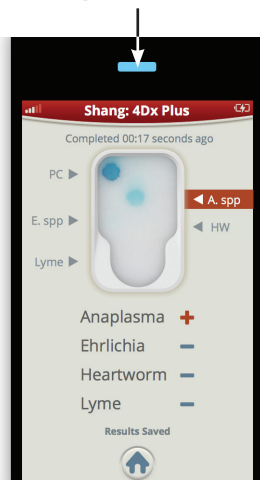 Shang: 4Dx Plus
Completed 00:17 seconds ago
PC
A. spp
E. spp
HW
Lyme
Anaplasma +
Ehrlichia –
Heartworm –
Lyme –
Results Saved